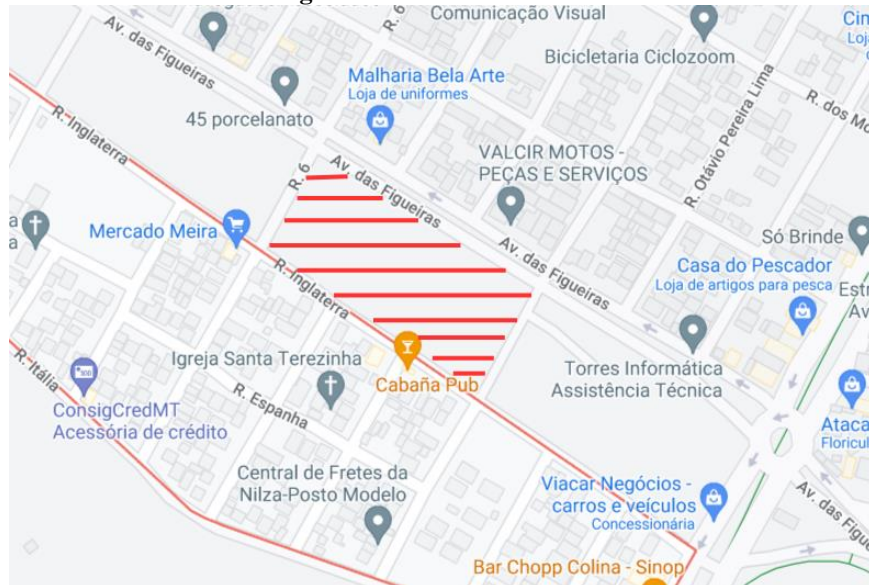 Av. das Figueiras
Comunicação Visual
R. 6
Bicicletaria Ciclozoom
Malharia Bela Arte
Loja de uniformes
45 porcelanato
R. Otávio Pereira Lima
R. dos Mo
R. Inglaterra
R. 6
Av. das Figueiras
VALCIR MOTOS -
PEÇAS E SERVIÇOS
Mercado Meira
Av. das Figueiras
Só Brinde
Casa do Pescador
Loja de artigos para pesca
Estr
Av
R. Inglaterra
R. Itália
Igreja Santa Terezinha
Cabaña Pub
Torres Informática
Assistência Técnica
ConsigCredMT
Acessória de crédito
R. Espanha
Ataca
Floricul
Central de Fretes da
Nilza-Posto Modelo
Viacar Negócios -
carros e veículos
Concessionária
Av. das Figue
Bar Chopp Colina - Sinop